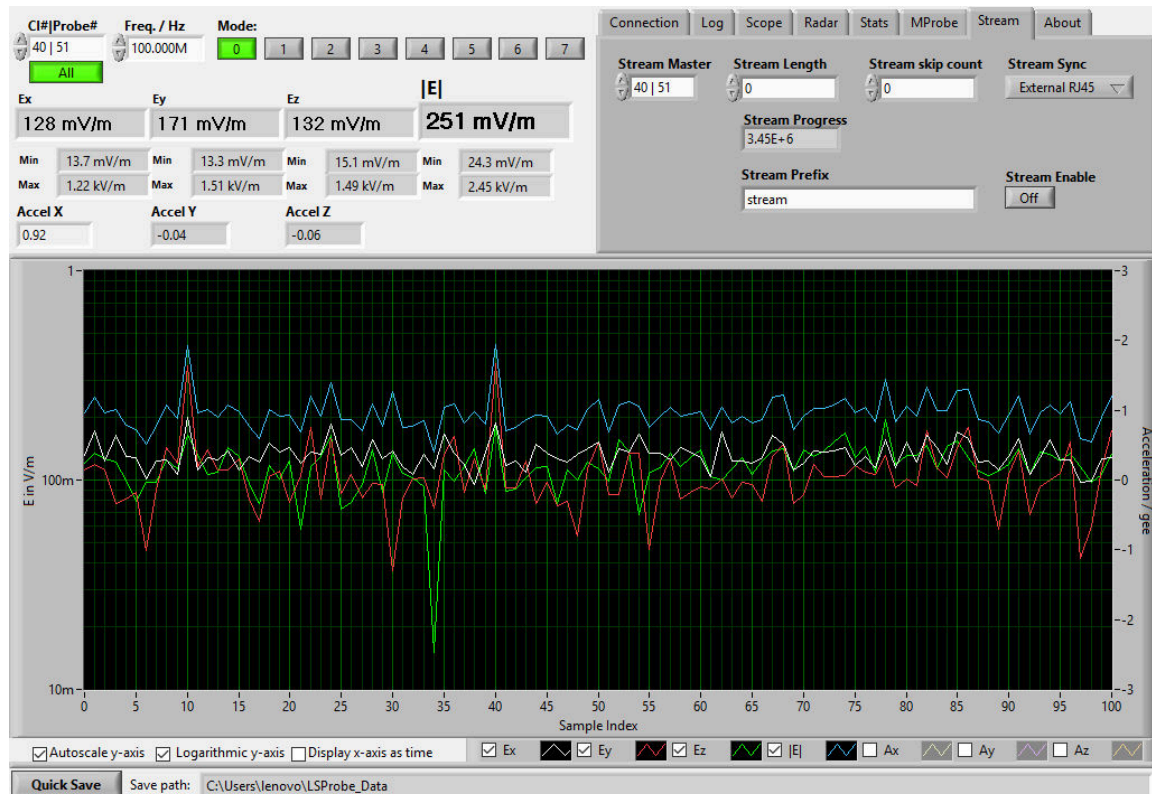 Cl#|Probe# Freq. / Hz Mode:
40 | 51 100.000M 0 1 2 3 4 5 6 7
All
Ex Ey Ez |E|
128 mV/m 171 mV/m 132 mV/m 251 mV/m
Min 13.7 mV/m Min 13.3 mV/m Min 15.1 mV/m Min 24.3 mV/m
Max 1.22 kV/m Max 1.51 kV/m Max 1.49 kV/m Max 2.45 kV/m
Accel X Accel Y Accel Z
0.92 -0.04 -0.06
Connection Log Scope Radar Stats MProbe Stream About
Stream Master Stream Length Stream skip count Stream Sync
40 | 51 0 0 External RJ45
Stream Progress
3.45E+6
Stream Prefix Stream Enable
stream Off
1
100m
10m
E in V/m
3
2
1
0
-1
-2
-3
Acceleration / gee
0 5 10 15 20 25 30 35 40 45 50 55 60 65 70 75 80 85 90 95 100
Sample Index
Autoscale y-axis Logarithmic y-axis Display x-axis as time Ex Ey Ez |E| Ax Ay Az
Quick Save Save path: C:\Users\lenovo\LSProbe_Data